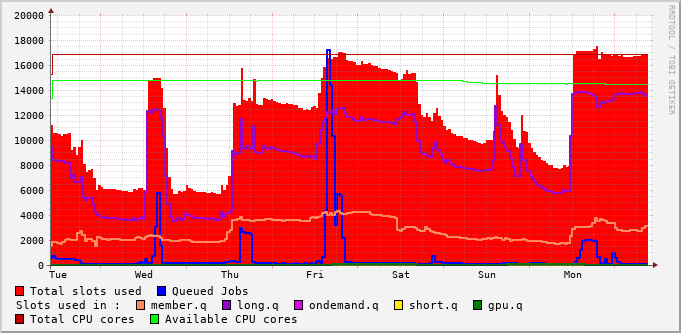 20000
18000
16000
14000
12000
10000
8000
6000
4000
2000
0
Tue Wed Thu Fri Sat Sun Mon
Total slots used Queued Jobs
Slots used in : member.q long.q ondemand.q short.q gpu.q
Total CPU cores Available CPU cores
RRDTOOL / TOBI OETIKER